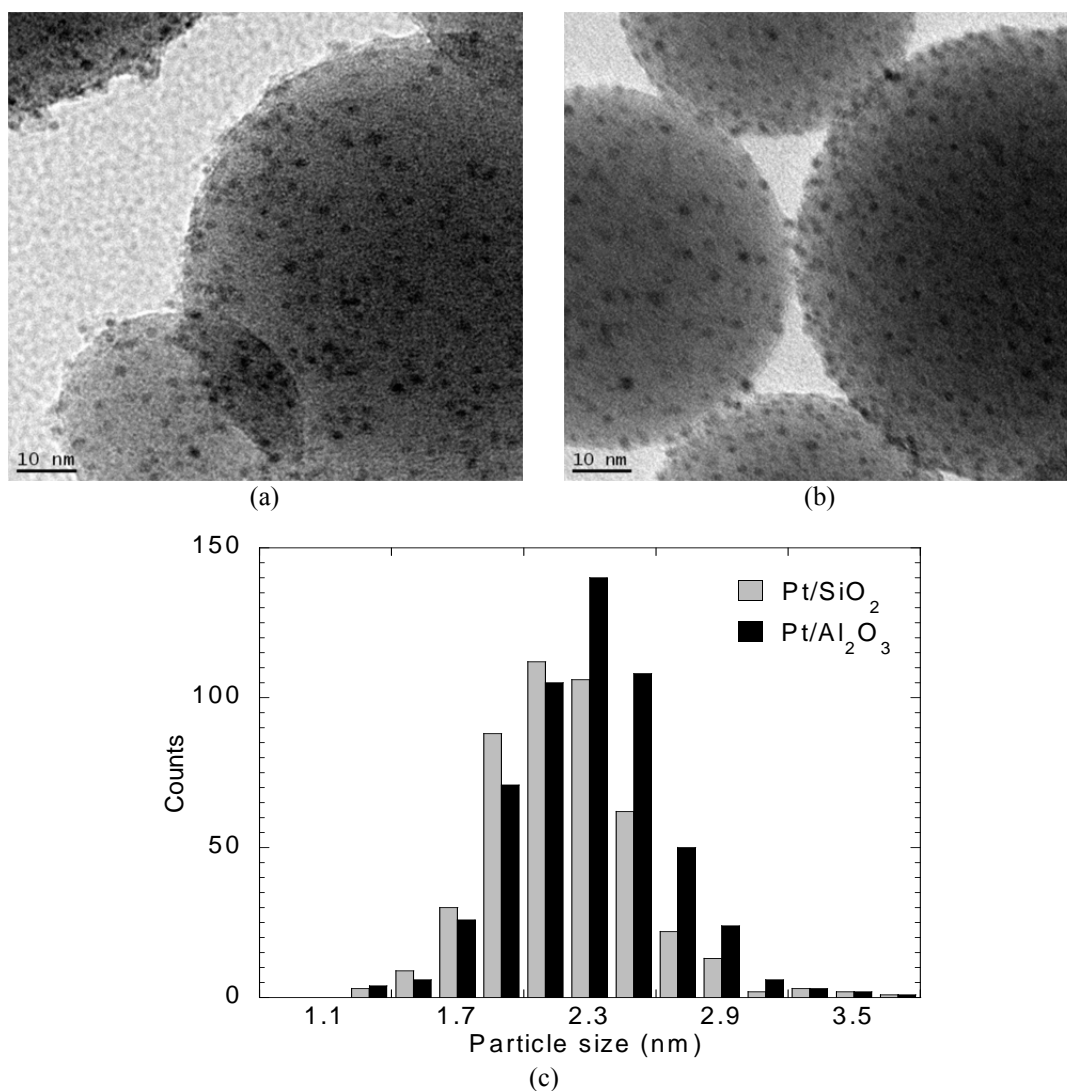 10 nm
10 nm
(a)
(b)
150
100
50
0
Counts
Pt/SiO₂
Pt/Al₂O₃
1.1 1.7 2.3 2.9 3.5
Particle size (nm)
(c)